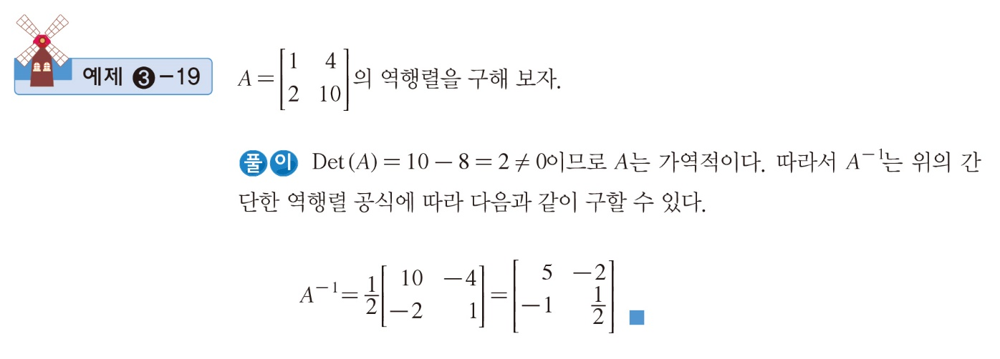 예제 ❸-19
A = [1 4; 2 10]의 역행렬을 구해 보자.
풀이 Det(A) = 10 − 8 = 2 ≠ 0이므로 A는 가역적이다. 따라서 A⁻¹는 위의 간
단한 역행렬 공식에 따라 다음과 같이 구할 수 있다.
A⁻¹ = 1/2 [10 −4; −2 1] = [5 −2; −1 1/2] ■